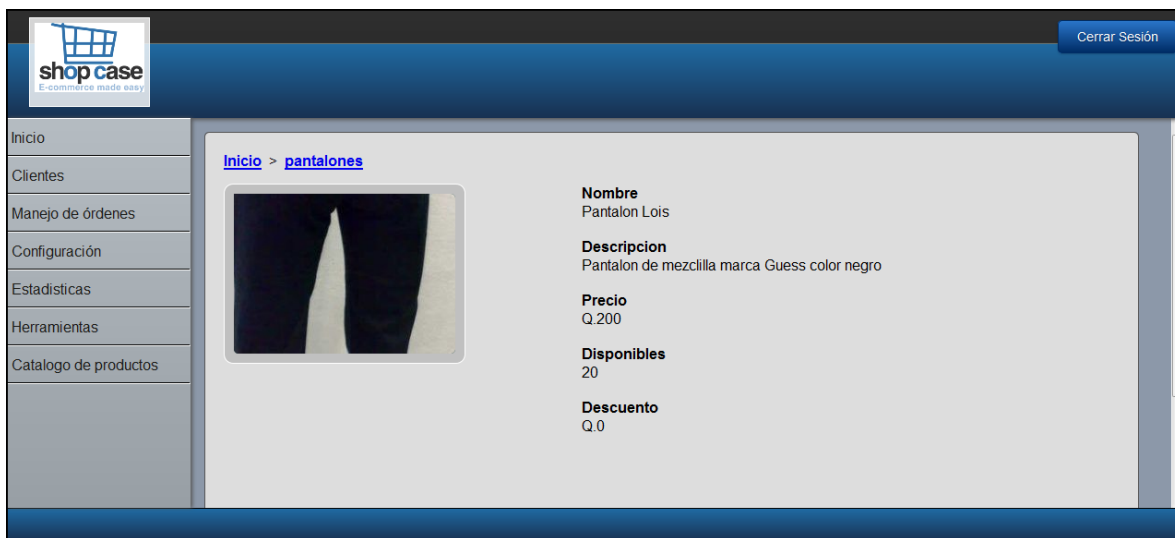 shop case
E-commerce made easy
Cerrar Sesión
Inicio
Clientes
Manejo de órdenes
Configuración
Estadisticas
Herramientas
Catalogo de productos
Inicio > pantalones
Nombre
Pantalon Lois
Descripcion
Pantalon de mezclilla marca Guess color negro
Precio
Q.200
Disponibles
20
Descuento
Q.0